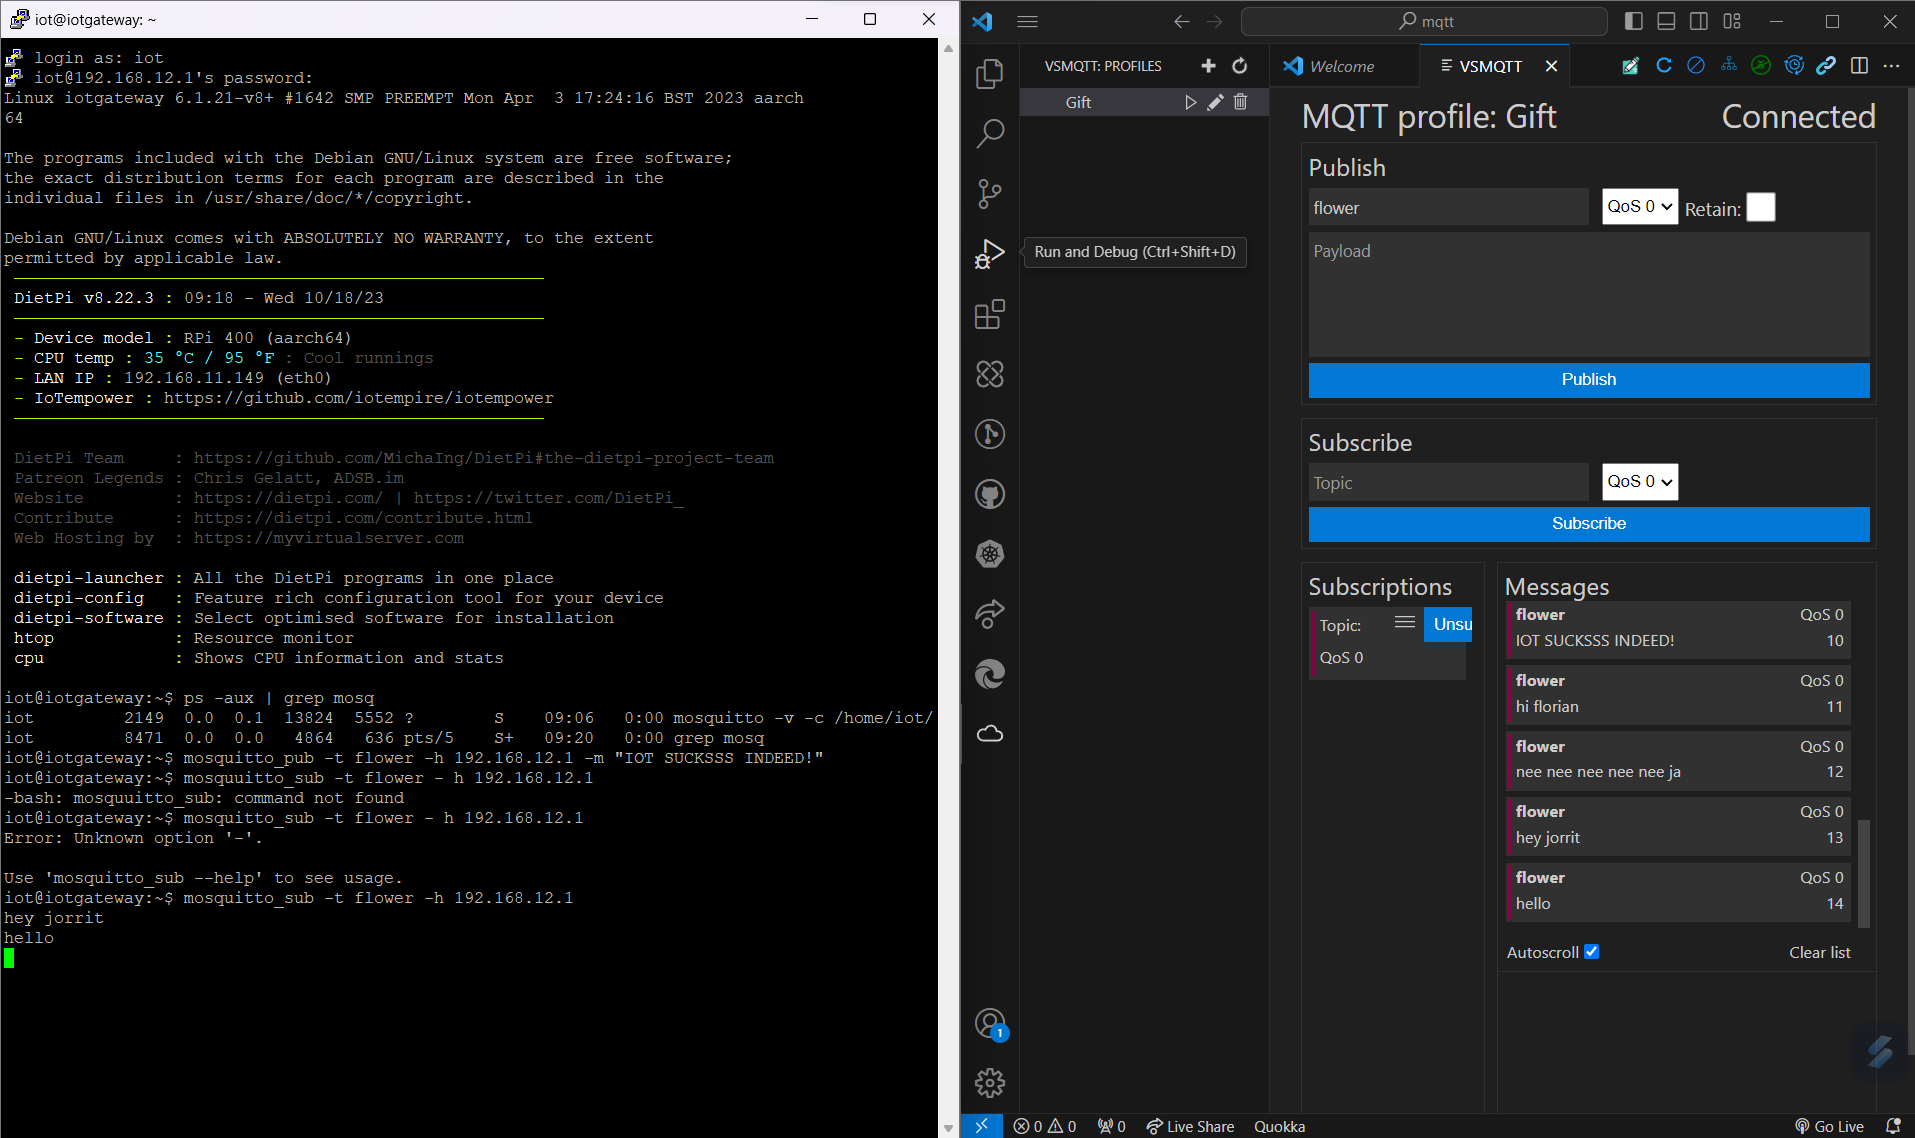 iot@iotgateway: ~
login as: iot
iot@192.168.12.1's password:
Linux iotgateway 6.1.21-v8+ #1642 SMP PREEMPT Mon Apr  3 17:24:16 BST 2023 aarch
64
The programs included with the Debian GNU/Linux system are free software;
the exact distribution terms for each program are described in the
individual files in /usr/share/doc/*/copyright.
Debian GNU/Linux comes with ABSOLUTELY NO WARRANTY, to the extent
permitted by applicable law.
DietPi v8.22.3 : 09:18 - Wed 10/18/23
- Device model : RPi 400 (aarch64)
- CPU temp : 35 °C / 95 °F : Cool runnings
- LAN IP : 192.168.11.149 (eth0)
- IoTempower : https://github.com/iotempire/iotempower
DietPi Team     : https://github.com/MichaIng/DietPi#the-dietpi-project-team
Patreon Legends : Chris Gelatt, ADSB.im
Website         : https://dietpi.com/ | https://twitter.com/DietPi_
Contribute      : https://dietpi.com/contribute.html
Web Hosting by  : https://myvirtualserver.com
dietpi-launcher : All the DietPi programs in one place
dietpi-config   : Feature rich configuration tool for your device
dietpi-software : Select optimised software for installation
htop            : Resource monitor
cpu             : Shows CPU information and stats
iot@iotgateway:~$ ps -aux | grep mosq
iot         2149  0.0  0.1  13824  5552 ?        S    09:06   0:00 mosquitto -v -c /home/iot/
iot         8471  0.0  0.0   4864   636 pts/5    S+   09:20   0:00 grep mosq
iot@iotgateway:~$ mosquitto_pub -t flower -h 192.168.12.1 -m "IOT SUCKSSS INDEED!"
iot@iotgateway:~$ mosquuitto_sub -t flower - h 192.168.12.1
-bash: mosquuitto_sub: command not found
iot@iotgateway:~$ mosquitto_sub -t flower - h 192.168.12.1
Error: Unknown option '-'.
Use 'mosquitto_sub --help' to see usage.
iot@iotgateway:~$ mosquitto_sub -t flower -h 192.168.12.1
hey jorrit
hello
mqtt
VSMQTT: PROFILES
Gift
Run and Debug (Ctrl+Shift+D)
Welcome
VSMQTT
MQTT profile: Gift
Connected
Publish
flower
QoS 0
Retain:
Payload
Publish
Subscribe
Topic
QoS 0
Subscribe
Subscriptions
Topic:
Unsu
QoS 0
Messages
flower QoS 0
IOT SUCKSSS INDEED! 10
flower QoS 0
hi florian 11
flower QoS 0
nee nee nee nee nee ja 12
flower QoS 0
hey jorrit 13
flower QoS 0
hello 14
Autoscroll
Clear list
1
0 0 0 Live Share Quokka
Go Live